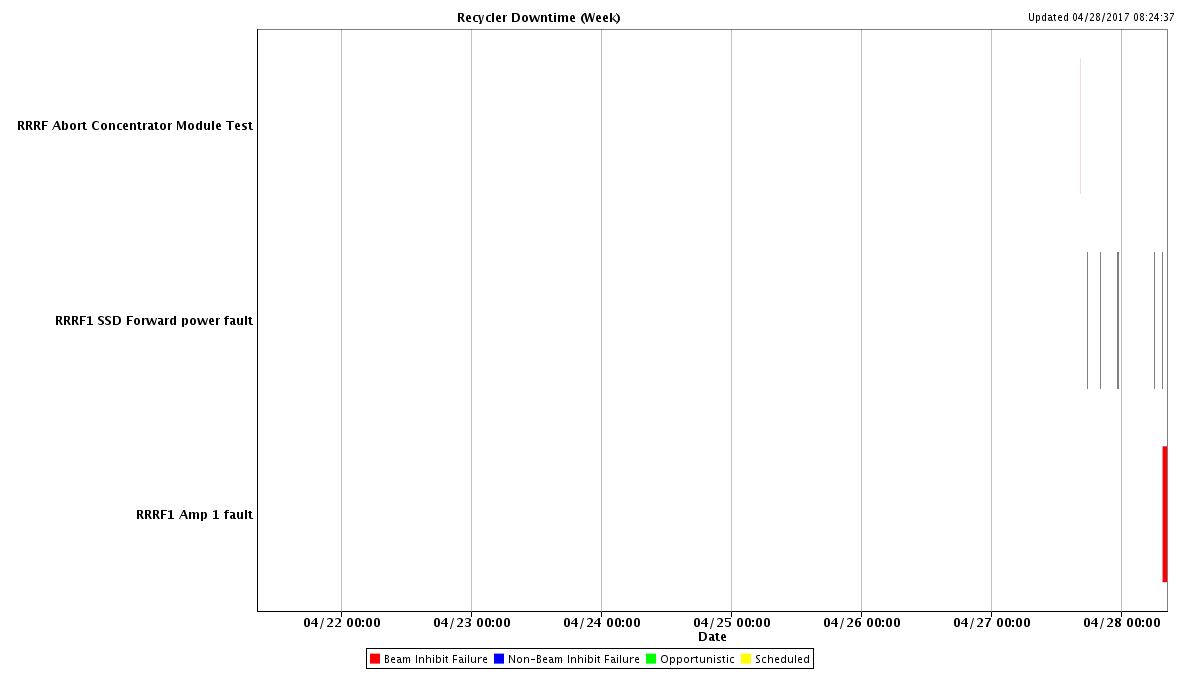 Recycler Downtime (Week)
Updated 04/28/2017 08:24:37
RRRF Abort Concentrator Module Test
RRRF1 SSD Forward power fault
RRRF1 Amp 1 fault
04/22 00:00 04/23 00:00 04/24 00:00 04/25 00:00 04/26 00:00 04/27 00:00 04/28 00:00
Date
Beam Inhibit Failure Non-Beam Inhibit Failure Opportunistic Scheduled